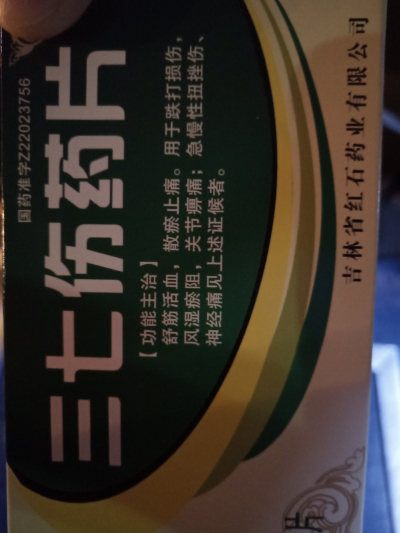 国药准字Z22023756
三七伤药片
【功能主治】
舒筋活血，散瘀止痛。用于跌打损伤，
风湿瘀阻，关节痹痛；急慢性扭挫伤、
神经痛见上述证候者。
吉林省红石药业有限公司
片